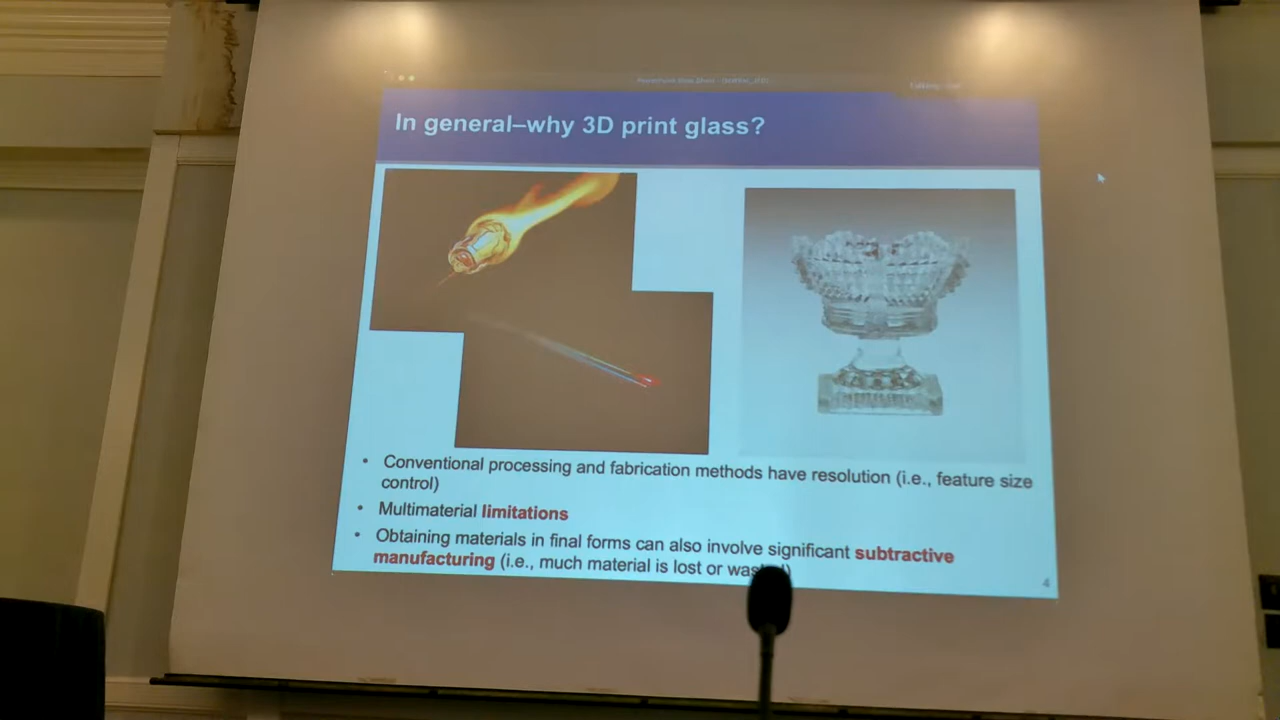 In general–why 3D print glass?
• Conventional processing and fabrication methods have resolution (i.e., feature size
control)
• Multimaterial limitations
• Obtaining materials in final forms can also involve significant subtractive
manufacturing (i.e., much material is lost or
4